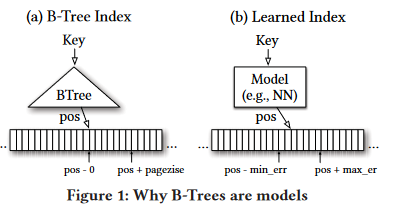 (a) B-Tree Index
Key
BTree
pos
...
...
pos - 0
pos + pagezise
(b) Learned Index
Key
Model
(e.g., NN)
pos
...
...
pos - min_err
pos + max_er
Figure 1: Why B-Trees are models